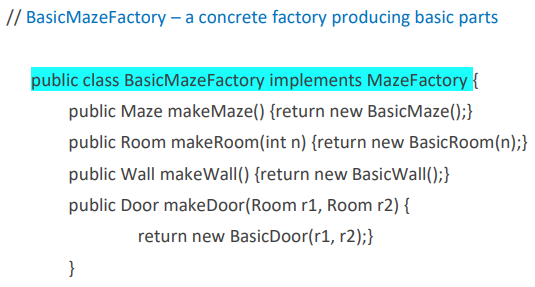 // BasicMazeFactory – a concrete factory producing basic parts
public class BasicMazeFactory implements MazeFactory {
public Maze makeMaze() {return new BasicMaze();}
public Room makeRoom(int n) {return new BasicRoom(n);}
public Wall makeWall() {return new BasicWall();}
public Door makeDoor(Room r1, Room r2) {
return new BasicDoor(r1, r2);}
}